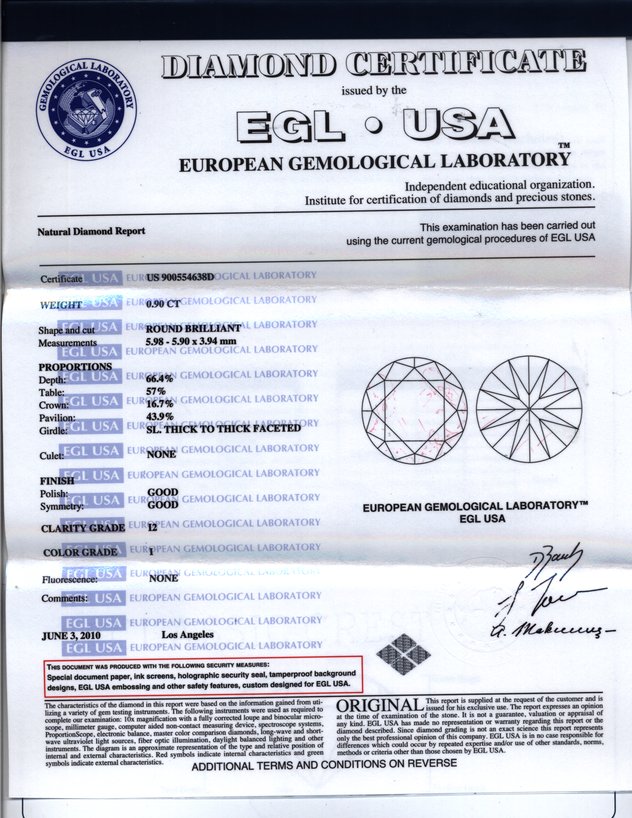 DIAMOND CERTIFICATE
issued by the
EGL • USA
EUROPEAN GEMOLOGICAL LABORATORY™
GEMOLOGICAL LABORATORY
EGL USA
Independent educational organization.
Institute for certification of diamonds and precious stones.
Natural Diamond Report
This examination has been carried out
using the current gemological procedures of EGL USA
Certificate US 900554638D
WEIGHT 0.90 CT
Shape and cut ROUND BRILLIANT
Measurements 5.98 - 5.90 x 3.94 mm
PROPORTIONS
Depth: 66.4%
Table: 57%
Crown: 16.7%
Pavilion: 43.9%
Girdle: SL. THICK TO THICK FACETED
Culet: NONE
FINISH
Polish: GOOD
Symmetry: GOOD
CLARITY GRADE I2
COLOR GRADE I
Fluorescence: NONE
Comments:
JUNE 3, 2010 Los Angeles
EUROPEAN GEMOLOGICAL LABORATORY™
EGL USA
THIS DOCUMENT WAS PRODUCED WITH THE FOLLOWING SECURITY MEASURES:
Special document paper, ink screens, holographic security seal, tamperproof background
designs, EGL USA embossing and other safety features, custom designed for EGL USA.
The characteristics of the diamond in this report were based on the information gained from uti-
lizing a variety of gem testing instruments. The following instruments were used as required to
complete our examination: 10x magnification with a fully corrected loupe and binocular micro-
scope, millimeter gauge, computer aided non-contact measuring device, spectroscope systems,
ProportionScope, electronic balance, master color comparison diamonds, long-wave and short-
wave ultraviolet light sources, fiber optic illumination, daylight balanced lighting and other
instruments. The diagram is an approximate representation of the type and relative position of
internal and external characteristics. Red symbols indicate internal characteristics and green
symbols indicate external characteristics.
ORIGINAL This report is supplied at the request of the customer and is
issued for his exclusive use. The report expresses an opinion
at the time of examination of the stone. It is not a guarantee, valuation or appraisal of
any kind. EGL USA has made no representation or warranty regarding this report or the
diamond described. Since diamond grading is not an exact science this report represents
only the best professional opinion of this company. EGL USA is in no case responsible for
differences which could occur by repeated expertise and/or use of other standards, norms,
methods or criteria other than those chosen by EGL USA.
ADDITIONAL TERMS AND CONDITIONS ON REVERSE